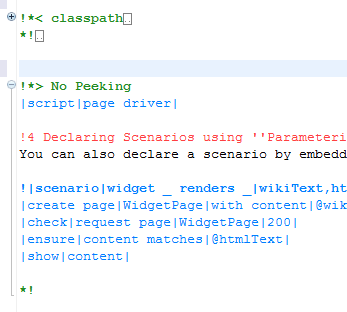 !*< classpath
*!
!*> No Peeking
|script|page driver|
!4 Declaring Scenarios using ''Parameteri
You can also declare a scenario by embedd
!|scenario|widget _ renders _|wikiText,ht
|create page|WidgetPage|with content|@wik
|check|request page|WidgetPage|200|
|ensure|content matches|@htmlText|
|show|content|
*!